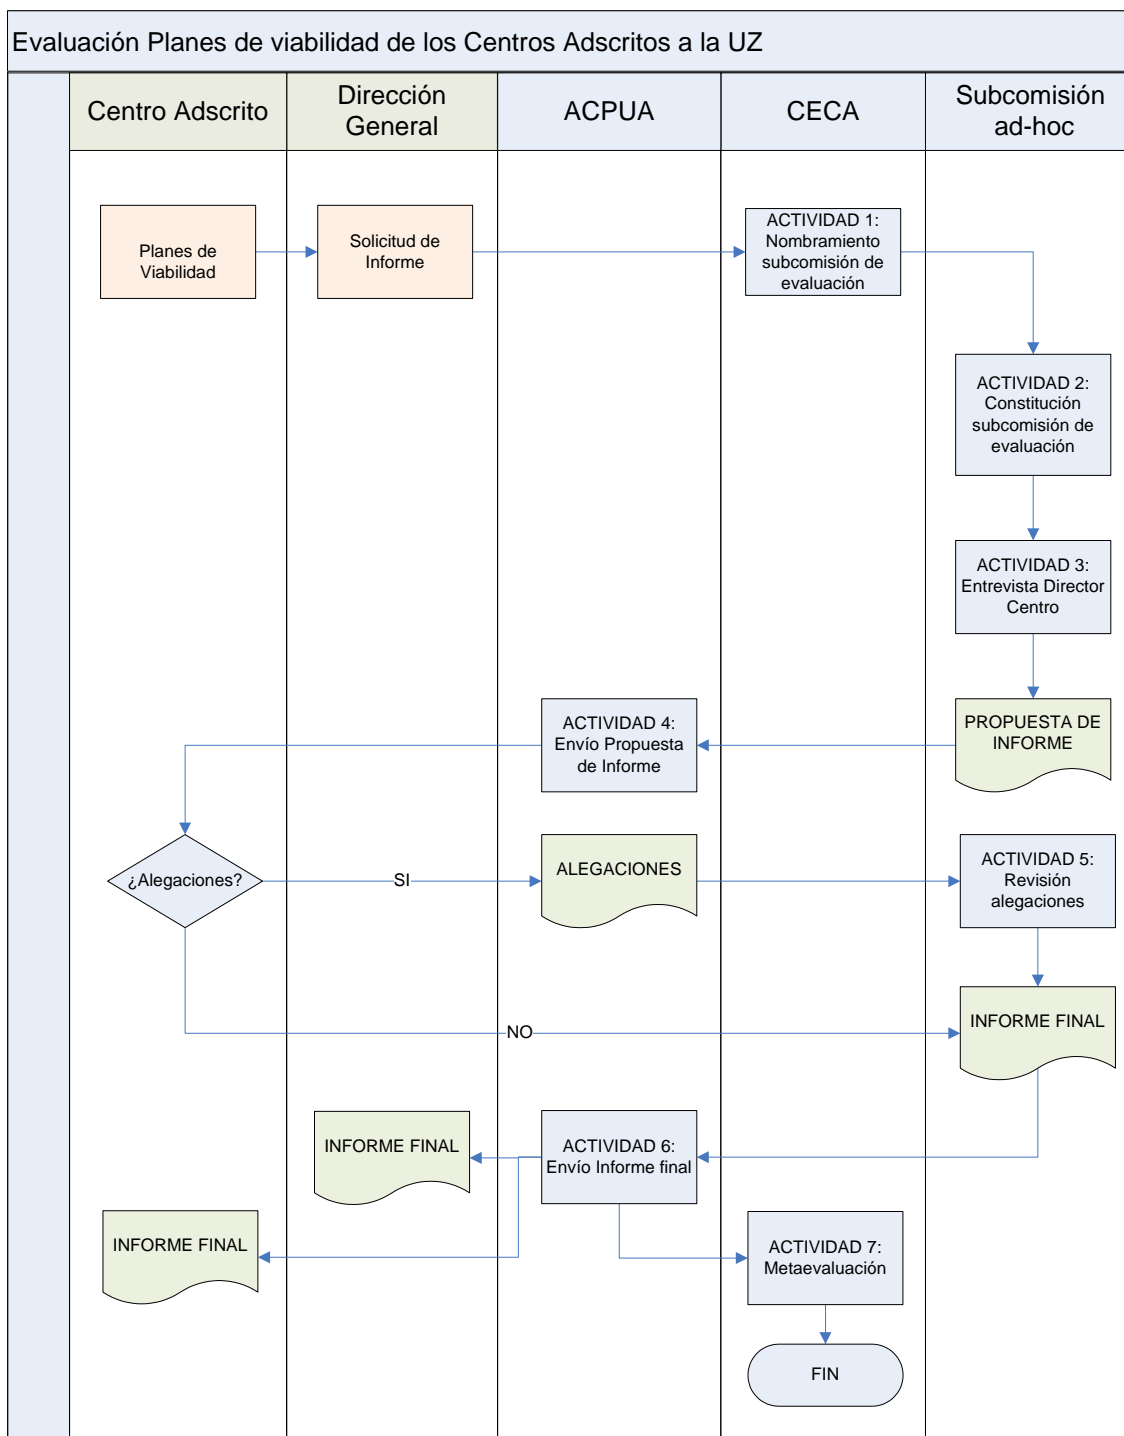 Evaluación Planes de viabilidad de los Centros Adscritos a la UZ
Centro Adscrito
Dirección
General
ACPUA
CECA
Subcomisión
ad-hoc
Planes de
Viabilidad
Solicitud de
Informe
ACTIVIDAD 1:
Nombramiento
subcomisión de
evaluación
ACTIVIDAD 2:
Constitución
subcomisión de
evaluación
ACTIVIDAD 3:
Entrevista Director
Centro
PROPUESTA DE
INFORME
ACTIVIDAD 4:
Envío Propuesta
de Informe
¿Alegaciones?
SI
ALEGACIONES
ACTIVIDAD 5:
Revisión
alegaciones
NO
INFORME FINAL
ACTIVIDAD 6:
Envío Informe final
INFORME FINAL
INFORME FINAL
ACTIVIDAD 7:
Metaevaluación
FIN